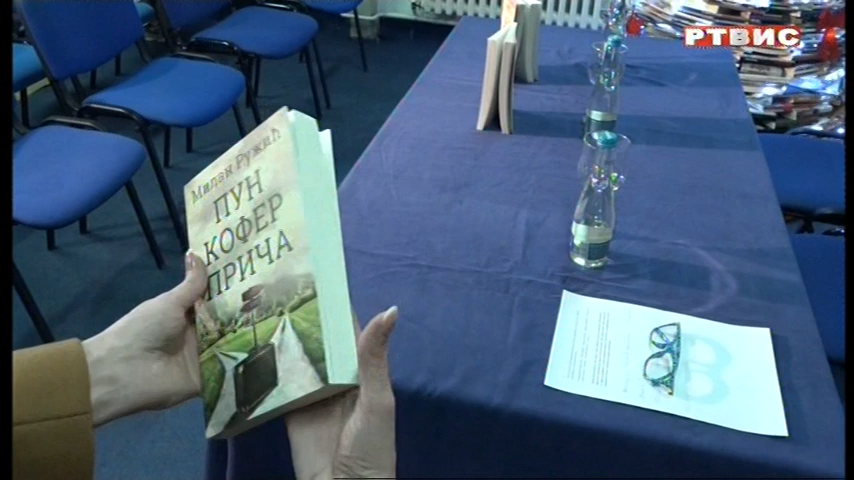 РТВИС
Милан Ружић
ПУН
КОФЕР
ПРИЧА